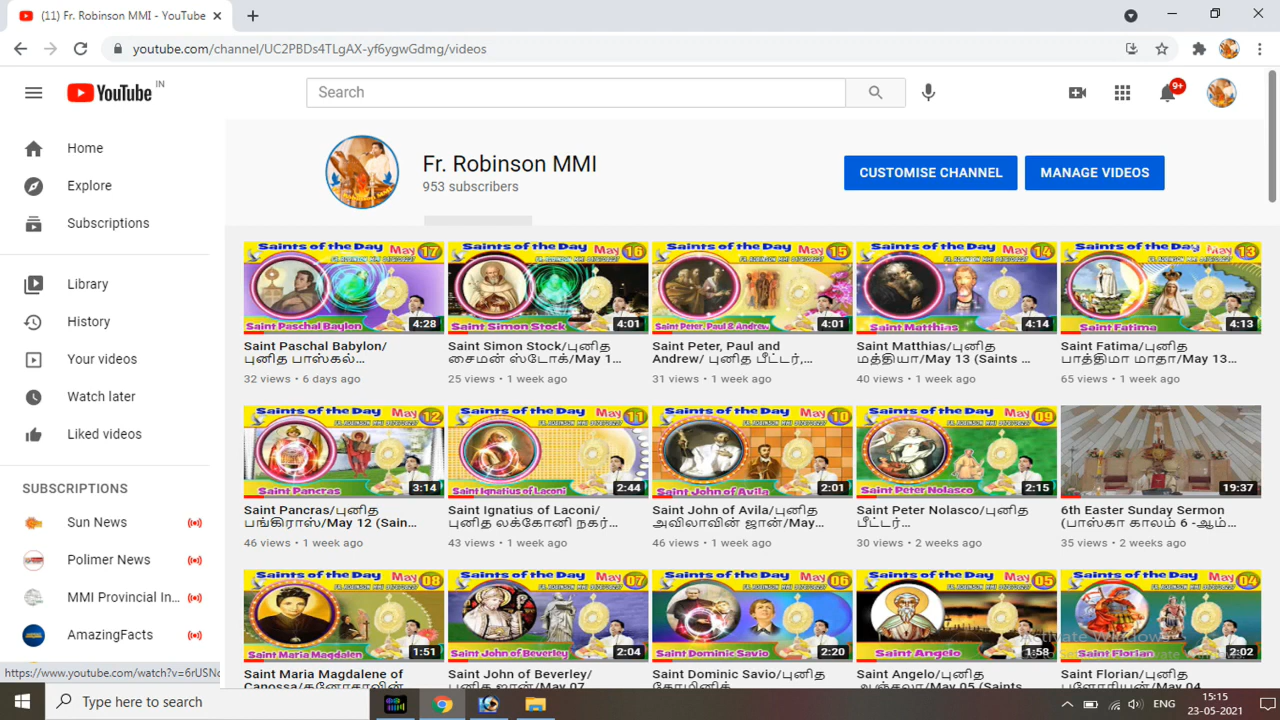 (11) Fr. Robinson MMI - YouTube
youtube.com/channel/UC2PBDs4TLgAX-yf6ygwGdmg/videos
YouTube IN
Search
9+
Home
Explore
Subscriptions
Library
History
Your videos
Watch later
Liked videos
SUBSCRIPTIONS
Sun News
Polimer News
MMI Provincial In...
AmazingFacts
Fr. Robinson MMI
953 subscribers
CUSTOMISE CHANNEL
MANAGE VIDEOS
Saints of the Day May 17
Saint Paschal Baylon
4:28
Saint Paschal Babylon/
புனித பாஸ்கல்...
32 views • 6 days ago
Saints of the Day May 16
Saint Simon Stock
4:01
Saint Simon Stock/புனித
சைமன் ஸ்டோக்/May 1...
25 views • 1 week ago
Saints of the Day May 15
Saint Peter, Paul & Andrew
4:01
Saint Peter, Paul and
Andrew/ புனித பீட்டர்,...
31 views • 1 week ago
Saints of the Day May 14
Saint Matthias
4:14
Saint Matthias/புனித
மத்தியா/May 13 (Saints ...
40 views • 1 week ago
Saints of the Day May 13
Saint Fatima
4:13
Saint Fatima/புனித
பாத்திமா மாதா/May 13...
65 views • 1 week ago
Saints of the Day May 12
Saint Pancras
3:14
Saint Pancras/புனித
பங்கிராஸ்/May 12 (Sain...
46 views • 1 week ago
Saints of the Day May 11
Saint Ignatius of Laconi
2:44
Saint Ignatius of Laconi/
புனித லக்கோனி நகர்...
43 views • 1 week ago
Saints of the Day May 10
Saint John of Avila
2:01
Saint John of Avila/புனித
அவிலாவின் ஜான்/May...
46 views • 1 week ago
Saints of the Day May 09
Saint Peter Nolasco
2:15
Saint Peter Nolasco/புனித
பீட்டர்...
30 views • 2 weeks ago
19:37
6th Easter Sunday Sermon
(பாஸ்கா காலம் 6 -ஆம்...
35 views • 2 weeks ago
Saints of the Day May 08
Saint Maria Magdalen
1:51
Saint Maria Magdalene of
Saints of the Day May 07
Saint John of Beverley
2:04
Saint John of Beverley/
புனித ஜான்/May 07
Saints of the Day May 06
Saint Dominic Savio
2:20
Saint Dominic Savio/புனித
Saints of the Day May 05
Saint Angelo
1:58
Saint Angelo/புனித
Saints of the Day May 04
Saint Florian
2:02
Saint Florian/புனித
Activate Windows
https://www.youtube.com/watch?v=6rUSN
Type here to search
ENG
15:15
23-05-2021